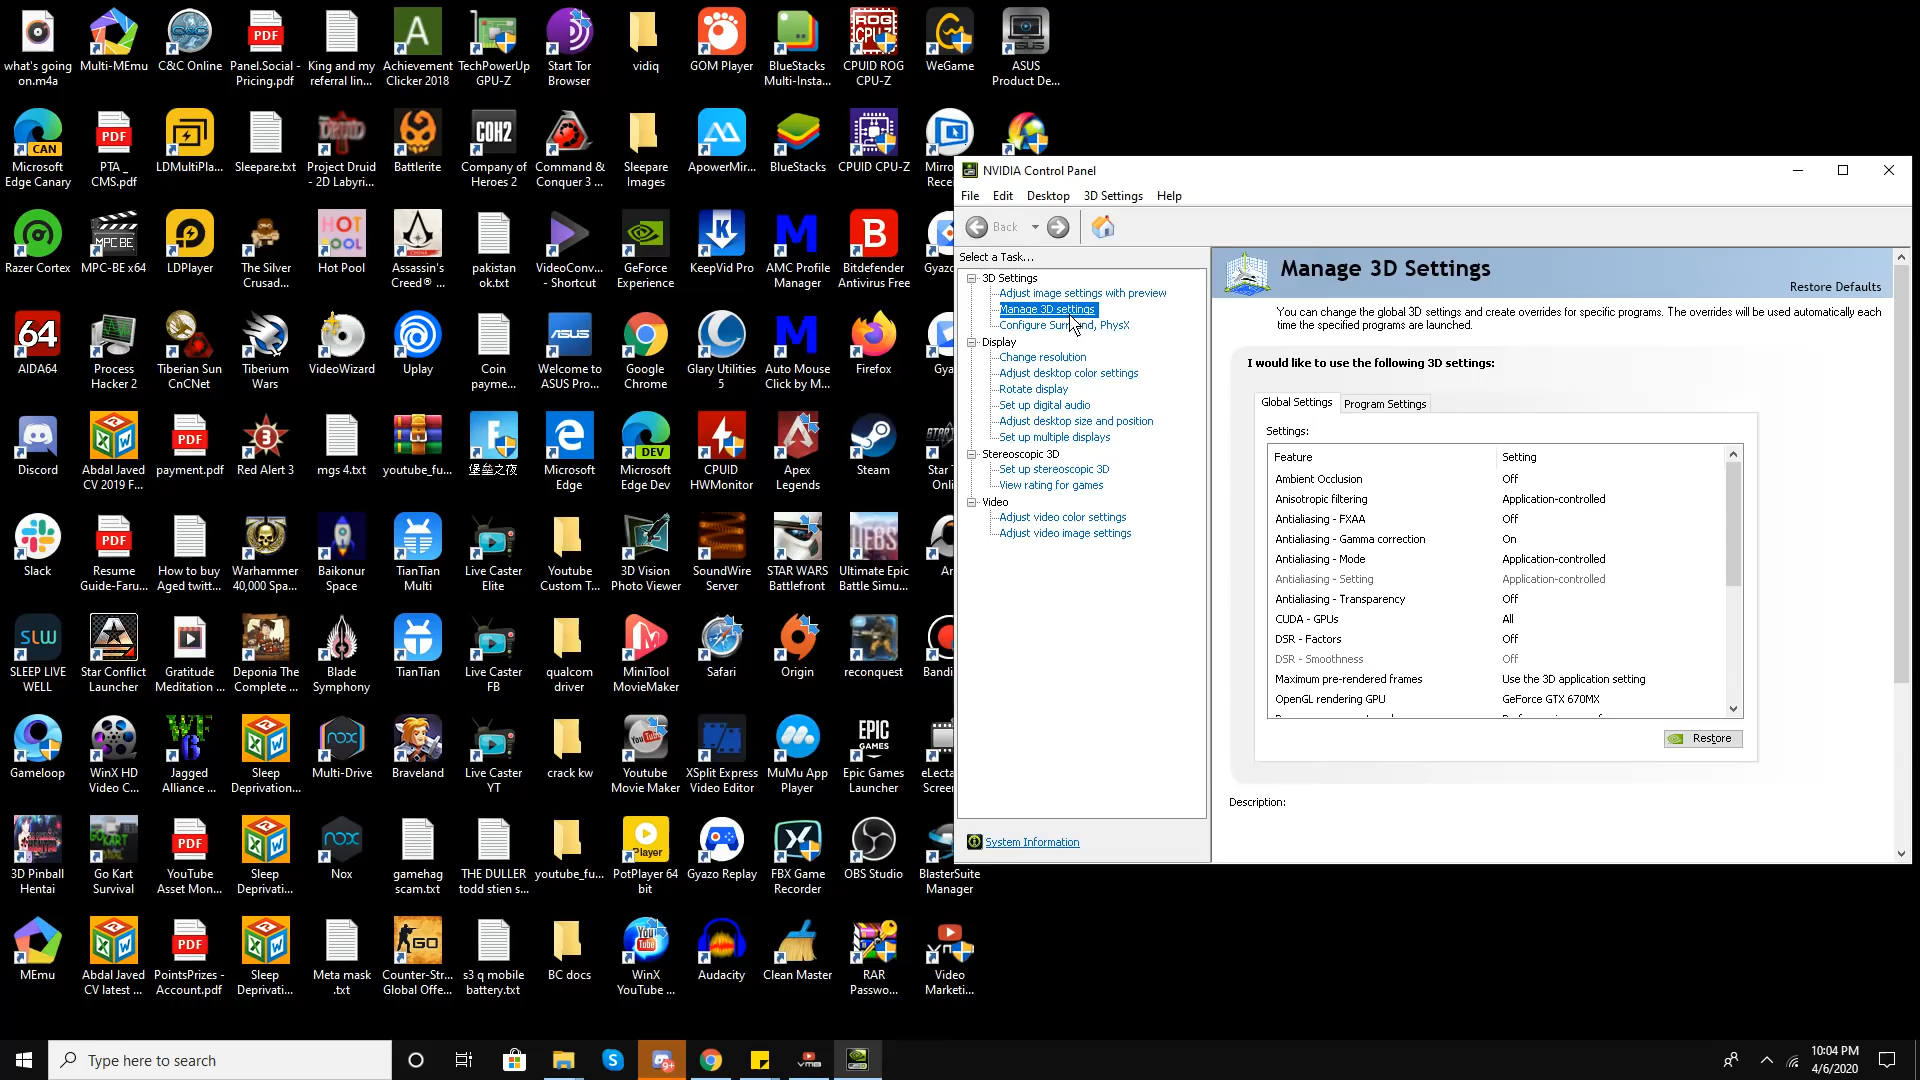 what's going on.m4a
Multi-MEmu
C&C Online
Panel.Social - Pricing.pdf
King and my referral lin...
Achievement Clicker 2018
TechPowerUp GPU-Z
Start Tor Browser
vidiq
GOM Player
BlueStacks Multi-Insta...
CPUID ROG CPU-Z
WeGame
ASUS Product De...
Microsoft Edge Canary
PTA _ CMS.pdf
LDMultiPla...
Sleepare.txt
Project Druid - 2D Labyri...
Battlerite
Company of Heroes 2
Command & Conquer 3 ...
Sleepare Images
ApowerMir...
BlueStacks
CPUID CPU-Z
Razer Cortex
MPC-BE x64
LDPlayer
The Silver Crusad...
Hot Pool
Assassin's Creed® ...
pakistan ok.txt
VideoConv... - Shortcut
GeForce Experience
KeepVid Pro
AMC Profile Manager
Bitdefender Antivirus Free
AIDA64
Process Hacker 2
Tiberian Sun CnCNet
Tiberium Wars
VideoWizard
Uplay
Coin payme...
Welcome to ASUS Pro...
Google Chrome
Glary Utilities 5
Auto Mouse Click by M...
Firefox
Discord
Abdal Javed CV 2019 F...
payment.pdf
Red Alert 3
mgs 4.txt
youtube_fu...
堡垒之夜
Microsoft Edge
Microsoft Edge Dev
CPUID HWMonitor
Apex Legends
Steam
Slack
Resume Guide-Faru...
How to buy Aged twitt...
Warhammer 40,000 Spa...
Baikonur Space
TianTian Multi
Live Caster Elite
Youtube Custom T...
3D Vision Photo Viewer
SoundWire Server
STAR WARS Battlefront
Ultimate Epic Battle Simu...
SLEEP LIVE WELL
Star Conflict Launcher
Gratitude Meditation ...
Deponia The Complete ...
Blade Symphony
TianTian
Live Caster FB
qualcom driver
MiniTool MovieMaker
Safari
Origin
reconquest
Gameloop
WinX HD Video C...
Jagged Alliance ...
Sleep Deprivation...
Multi-Drive
Braveland
Live Caster YT
crack kw
Youtube Movie Maker
XSplit Express Video Editor
MuMu App Player
Epic Games Launcher
3D Pinball Hentai
Go Kart Survival
YouTube Asset Mon...
Sleep Deprivati...
Nox
gamehag scam.txt
THE DULLER todd stien s...
youtube_fu...
PotPlayer 64 bit
Gyazo Replay
FBX Game Recorder
OBS Studio
BlasterSuite Manager
MEmu
Abdal Javed CV latest ...
PointsPrizes - Account.pdf
Sleep Deprivati...
Meta mask .txt
Counter-Str... Global Offe...
s3 q mobile battery.txt
BC docs
WinX YouTube ...
Audacity
Clean Master
RAR Passwo...
Video Marketi...
NVIDIA Control Panel
File Edit Desktop 3D Settings Help
Back
Select a Task...
3D Settings
Adjust image settings with preview
Manage 3D settings
Configure Surround, PhysX
Display
Change resolution
Adjust desktop color settings
Rotate display
Set up digital audio
Adjust desktop size and position
Set up multiple displays
Stereoscopic 3D
Set up stereoscopic 3D
View rating for games
Video
Adjust video color settings
Adjust video image settings
System Information
Manage 3D Settings
Restore Defaults
You can change the global 3D settings and create overrides for specific programs. The overrides will be used automatically each
time the specified programs are launched.
I would like to use the following 3D settings:
Global Settings Program Settings
Settings:
Feature Setting
Ambient Occlusion Off
Anisotropic filtering Application-controlled
Antialiasing - FXAA Off
Antialiasing - Gamma correction On
Antialiasing - Mode Application-controlled
Antialiasing - Setting Application-controlled
Antialiasing - Transparency Off
CUDA - GPUs All
DSR - Factors Off
DSR - Smoothness Off
Maximum pre-rendered frames Use the 3D application setting
OpenGL rendering GPU GeForce GTX 670MX
Restore
Description:
Type here to search
10:04 PM
4/6/2020